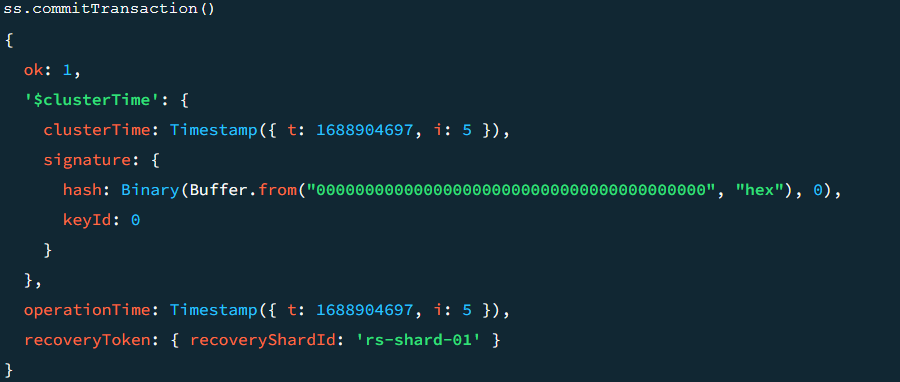 ss.commitTransaction()
{
  ok: 1,
  '$clusterTime': {
    clusterTime: Timestamp({ t: 1688904697, i: 5 }),
    signature: {
      hash: Binary(Buffer.from("0000000000000000000000000000000000000000", "hex"), 0),
      keyId: 0
    }
  },
  operationTime: Timestamp({ t: 1688904697, i: 5 }),
  recoveryToken: { recoveryShardId: 'rs-shard-01' }
}